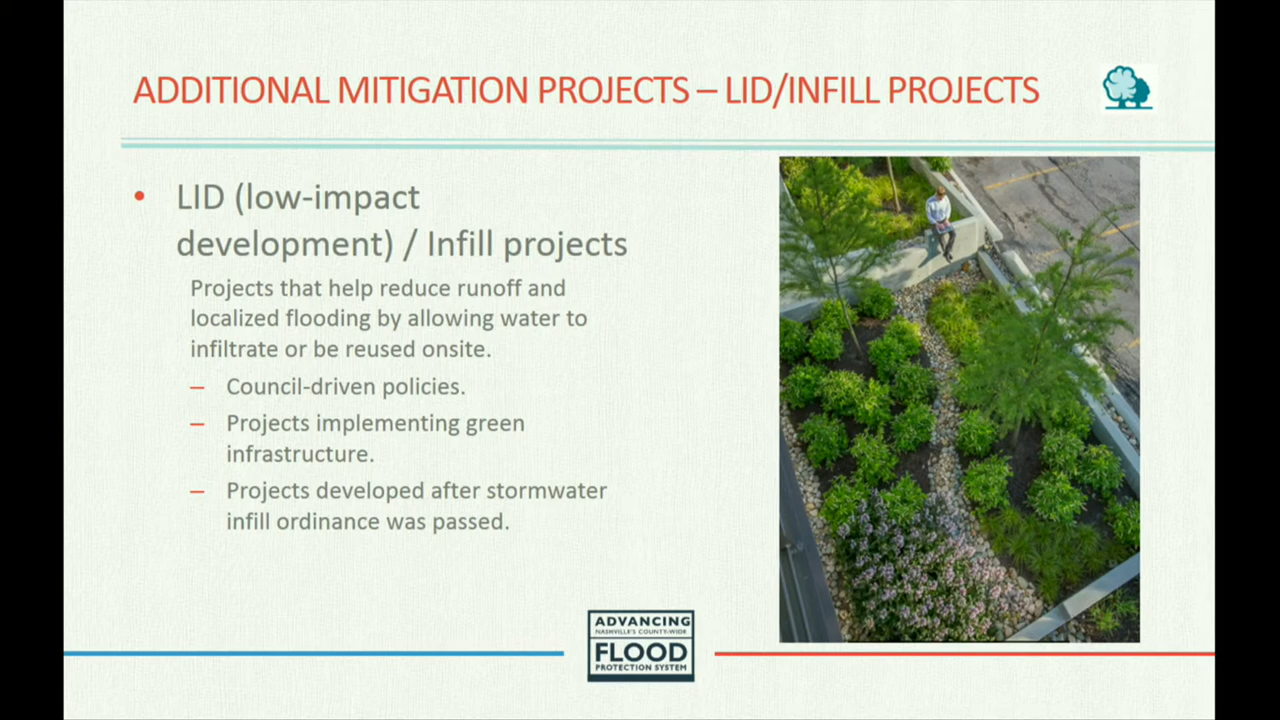 ADDITIONAL MITIGATION PROJECTS – LID/INFILL PROJECTS
• LID (low-impact
development) / Infill projects
Projects that help reduce runoff and
localized flooding by allowing water to
infiltrate or be reused onsite.
– Council-driven policies.
– Projects implementing green
infrastructure.
– Projects developed after stormwater
infill ordinance was passed.
ADVANCING
NASHVILLE'S COUNTY-WIDE
FLOOD
PROTECTION SYSTEM